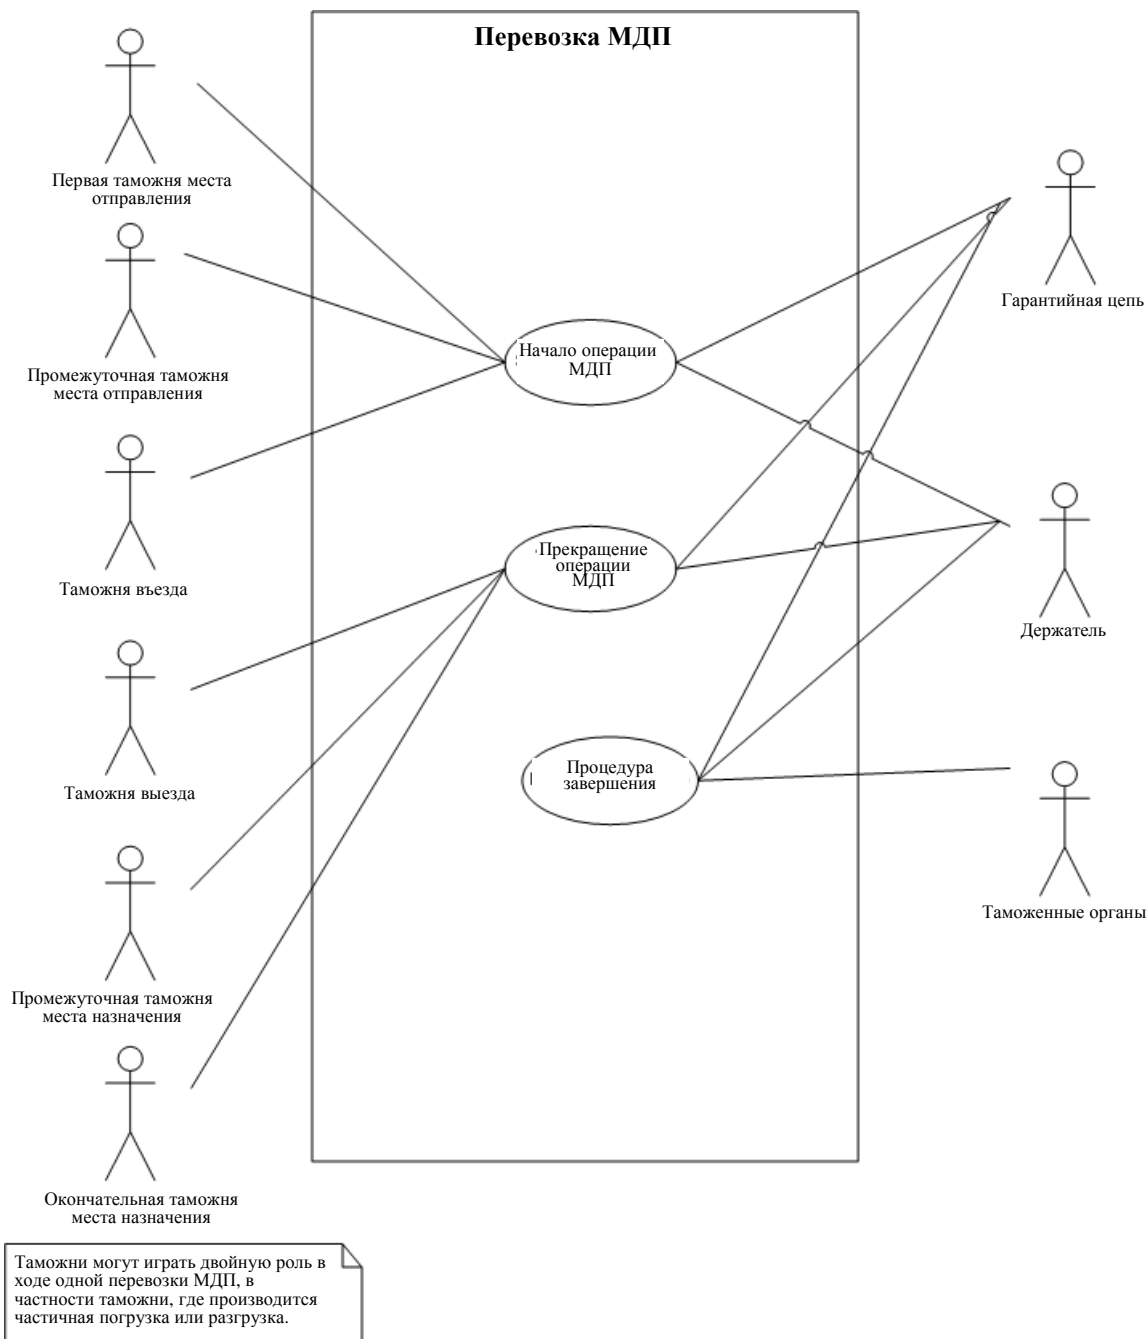 Перевозка МДП
Первая таможня места
отправления
Промежуточная таможня
места отправления
Таможня въезда
Таможня выезда
Промежуточная таможня
места назначения
Окончательная таможня
места назначения
Начало операции
МДП
Прекращение
операции
МДП
Процедура
завершения
Гарантийная цепь
Держатель
Таможенные органы
Таможни могут играть двойную роль в
ходе одной перевозки МДП, в
частности таможни, где производится
частичная погрузка или разгрузка.